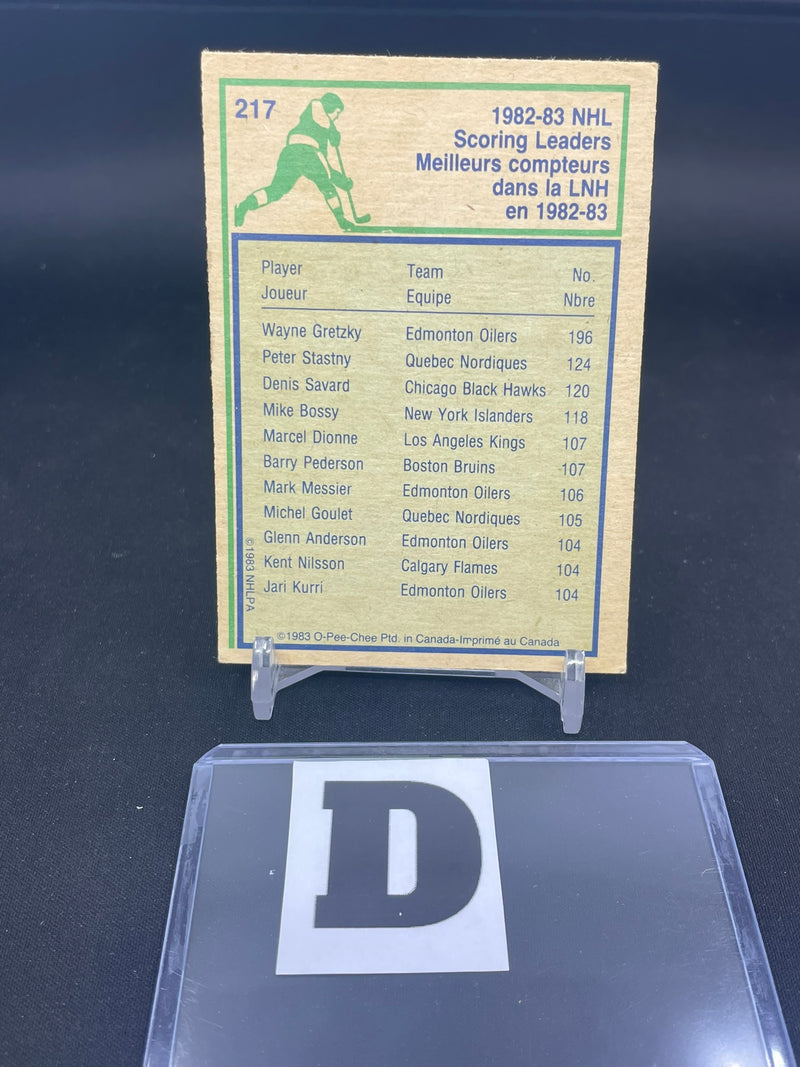 217
1982-83 NHL
Scoring Leaders
Meilleurs compteurs
dans la LNH
en 1982-83
Player Team No.
Joueur Equipe Nbre
Wayne Gretzky Edmonton Oilers 196
Peter Stastny Quebec Nordiques 124
Denis Savard Chicago Black Hawks 120
Mike Bossy New York Islanders 118
Marcel Dionne Los Angeles Kings 107
Barry Pederson Boston Bruins 107
Mark Messier Edmonton Oilers 106
Michel Goulet Quebec Nordiques 105
Glenn Anderson Edmonton Oilers 104
Kent Nilsson Calgary Flames 104
Jari Kurri Edmonton Oilers 104
©1983 NHLPA
©1983 O-Pee-Chee Ptd. in Canada-Imprimé au Canada
D